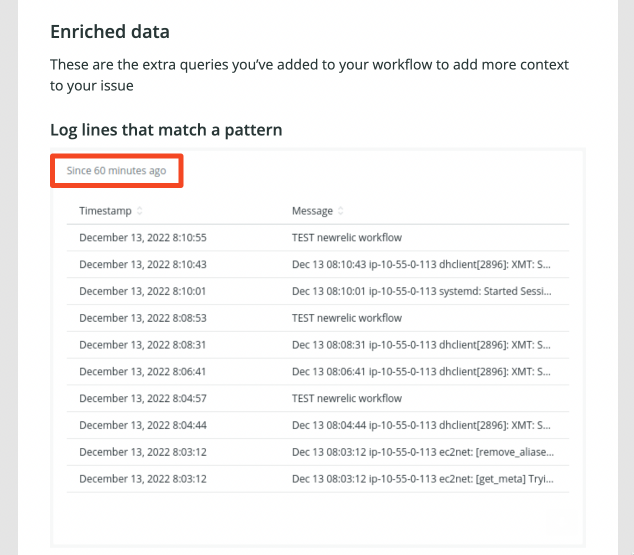 Enriched data
These are the extra queries you’ve added to your workflow to add more context
to your issue
Log lines that match a pattern
Since 60 minutes ago
Timestamp Message
December 13, 2022 8:10:55 TEST newrelic workflow
December 13, 2022 8:10:43 Dec 13 08:10:43 ip-10-55-0-113 dhclient[2896]: XMT: S...
December 13, 2022 8:10:01 Dec 13 08:10:01 ip-10-55-0-113 systemd: Started Sessi...
December 13, 2022 8:08:53 TEST newrelic workflow
December 13, 2022 8:08:31 Dec 13 08:08:31 ip-10-55-0-113 dhclient[2896]: XMT: S...
December 13, 2022 8:06:41 Dec 13 08:06:41 ip-10-55-0-113 dhclient[2896]: XMT: S...
December 13, 2022 8:04:57 TEST newrelic workflow
December 13, 2022 8:04:44 Dec 13 08:04:44 ip-10-55-0-113 dhclient[2896]: XMT: S...
December 13, 2022 8:03:12 Dec 13 08:03:12 ip-10-55-0-113 ec2net: [remove_aliase...
December 13, 2022 8:03:12 Dec 13 08:03:12 ip-10-55-0-113 ec2net: [get_meta] Tryi...